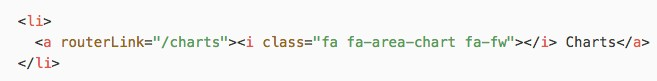 <li>
  <a routerLink="/charts"><i class="fa fa-area-chart fa-fw"></i> Charts</a>
</li>